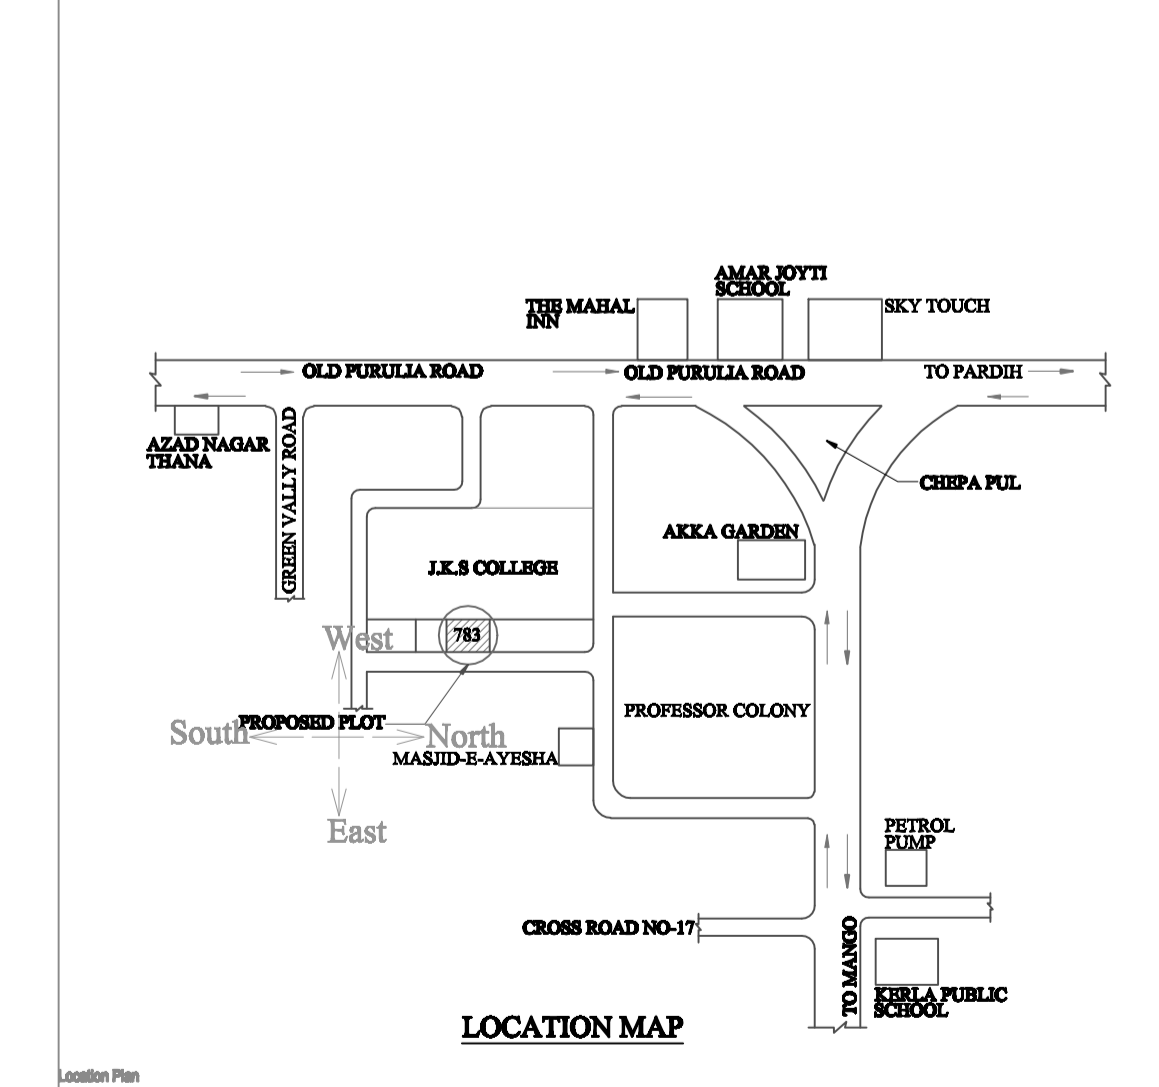 AMAR JOYTI
SCHOOL
THE MAHAL
INN
SKY TOUCH
OLD PURULIA ROAD
OLD PURULIA ROAD
TO PARDIH
AZAD NAGAR
THANA
GREEN VALLY ROAD
CHEPA PUL
AKKA GARDEN
J.K.S COLLEGE
783
West
PROPOSED PLOT
South
North
East
MASJID-E-AYESHA
PROFESSOR COLONY
PETROL
PUMP
CROSS ROAD NO-17
TO MANGO
KERLA PUBLIC
SCHOOL
LOCATION MAP
Location Plan